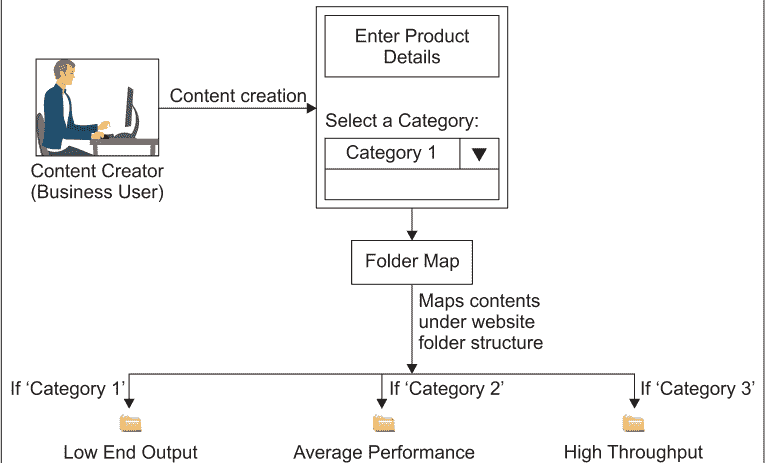 Enter Product
Details
Content creation
Select a Category:
Category 1
Content Creator
(Business User)
Folder Map
Maps contents
under website
folder structure
If ‘Category 1’
If ‘Category 2’
If ‘Category 3’
Low End Output
Average Performance
High Throughput